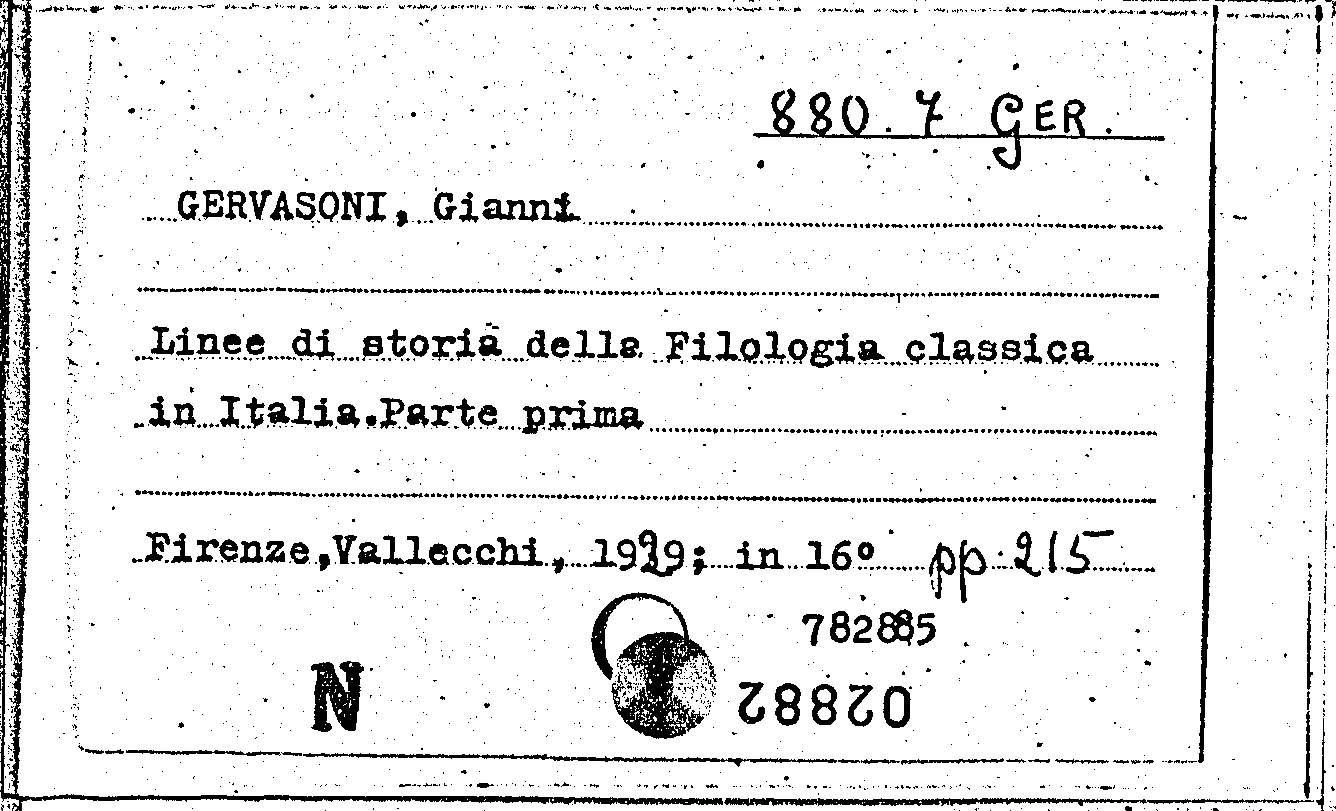 880.7 GER.
GERVASONI, Gianni
Linee di storia della Filologia classica
in Italia.Parte prima
Firenze,Vallecchi, 1929; in 16° pp. 215
782885
N
02882